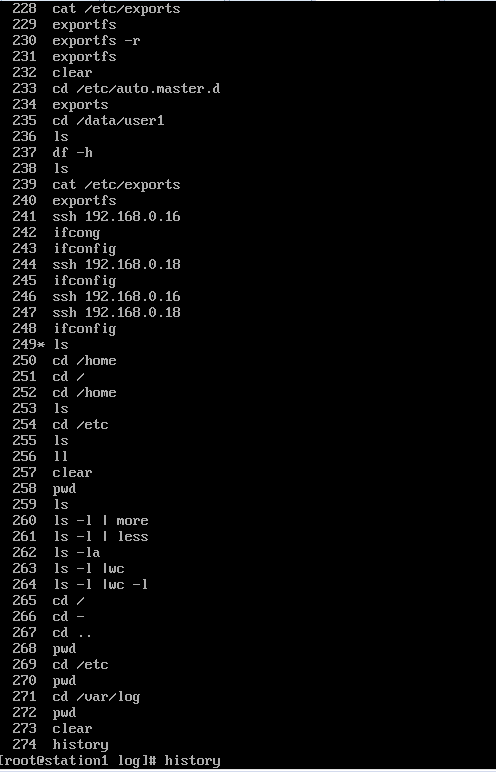 228 cat /etc/exports
229 exportfs
230 exportfs -r
231 exportfs
232 clear
233 cd /etc/auto.master.d
234 exports
235 cd /data/user1
236 ls
237 df -h
238 ls
239 cat /etc/exports
240 exportfs
241 ssh 192.168.0.16
242 ifcong
243 ifconfig
244 ssh 192.168.0.18
245 ifconfig
246 ssh 192.168.0.16
247 ssh 192.168.0.18
248 ifconfig
249* ls
250 cd /home
251 cd /
252 cd /home
253 ls
254 cd /etc
255 ls
256 ll
257 clear
258 pwd
259 ls
260 ls -l | more
261 ls -l | less
262 ls -la
263 ls -l |wc
264 ls -l |wc -l
265 cd /
266 cd -
267 cd ..
268 pwd
269 cd /etc
270 pwd
271 cd /var/log
272 pwd
273 clear
274 history
[root@station1 log]# history